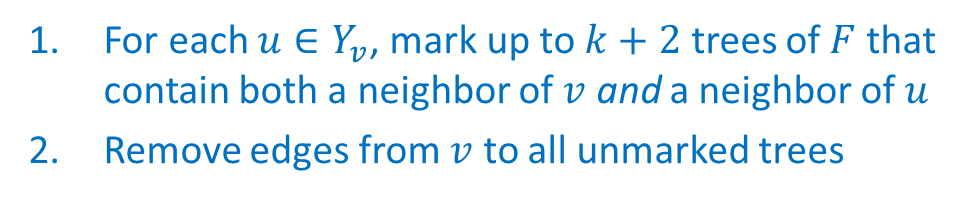 1. For each u ∈ Y_v, mark up to k + 2 trees of F that
contain both a neighbor of v and a neighbor of u
2. Remove edges from v to all unmarked trees